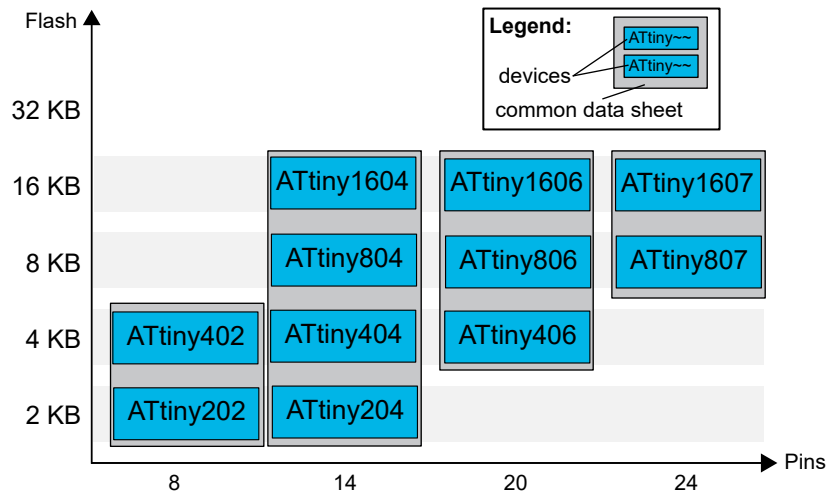 Flash
Legend:
ATtiny~~
ATtiny~~
devices
common data sheet
32 KB
16 KB
ATtiny1604
ATtiny1606
ATtiny1607
8 KB
ATtiny804
ATtiny806
ATtiny807
4 KB
ATtiny402
ATtiny404
ATtiny406
2 KB
ATtiny202
ATtiny204
8
14
20
24
Pins